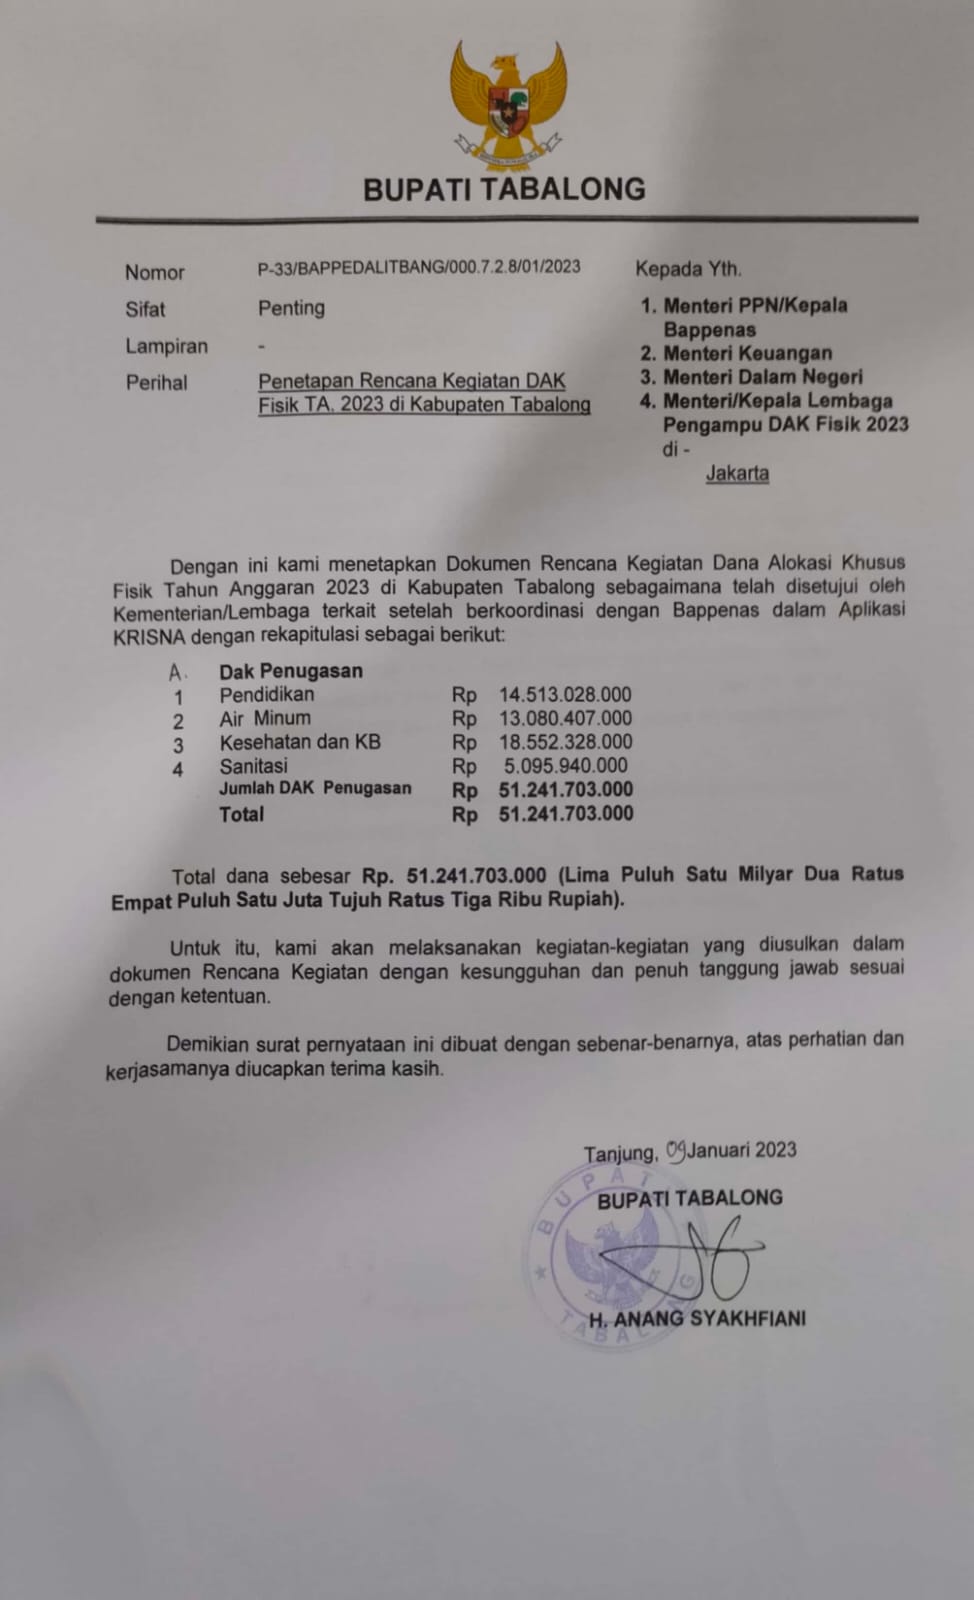 BUPATI TABALONG
Nomor P-33/BAPPEDALITBANG/000.7.2.8/01/2023
Sifat Penting
Lampiran -
Perihal Penetapan Rencana Kegiatan DAK
Fisik TA. 2023 di Kabupaten Tabalong
Kepada Yth.
1. Menteri PPN/Kepala
Bappenas
2. Menteri Keuangan
3. Menteri Dalam Negeri
4. Menteri/Kepala Lembaga
Pengampu DAK Fisik 2023
di -
Jakarta
Dengan ini kami menetapkan Dokumen Rencana Kegiatan Dana Alokasi Khusus
Fisik Tahun Anggaran 2023 di Kabupaten Tabalong sebagaimana telah disetujui oleh
Kementerian/Lembaga terkait setelah berkoordinasi dengan Bappenas dalam Aplikasi
KRISNA dengan rekapitulasi sebagai berikut:
A. Dak Penugasan
1 Pendidikan Rp 14.513.028.000
2 Air Minum Rp 13.080.407.000
3 Kesehatan dan KB Rp 18.552.328.000
4 Sanitasi Rp 5.095.940.000
Jumlah DAK Penugasan Rp 51.241.703.000
Total Rp 51.241.703.000
Total dana sebesar Rp. 51.241.703.000 (Lima Puluh Satu Milyar Dua Ratus
Empat Puluh Satu Juta Tujuh Ratus Tiga Ribu Rupiah).
Untuk itu, kami akan melaksanakan kegiatan-kegiatan yang diusulkan dalam
dokumen Rencana Kegiatan dengan kesungguhan dan penuh tanggung jawab sesuai
dengan ketentuan.
Demikian surat pernyataan ini dibuat dengan sebenar-benarnya, atas perhatian dan
kerjasamanya diucapkan terima kasih.
Tanjung, 09 Januari 2023
BUPATI TABALONG
BUPATI
TABALONG
H. ANANG SYAKHFIANI